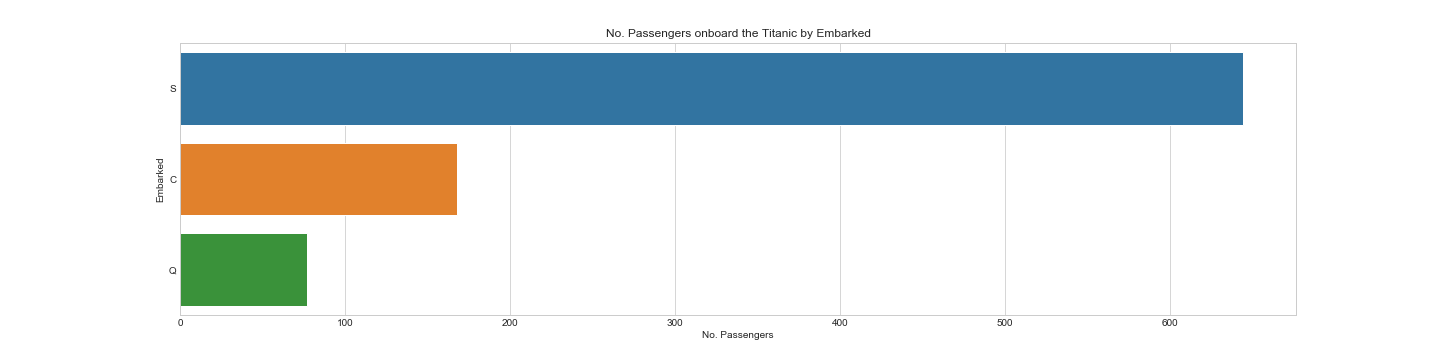 No. Passengers onboard the Titanic by Embarked
Embarked
S
C
Q
0 100 200 300 400 500 600
No. Passengers